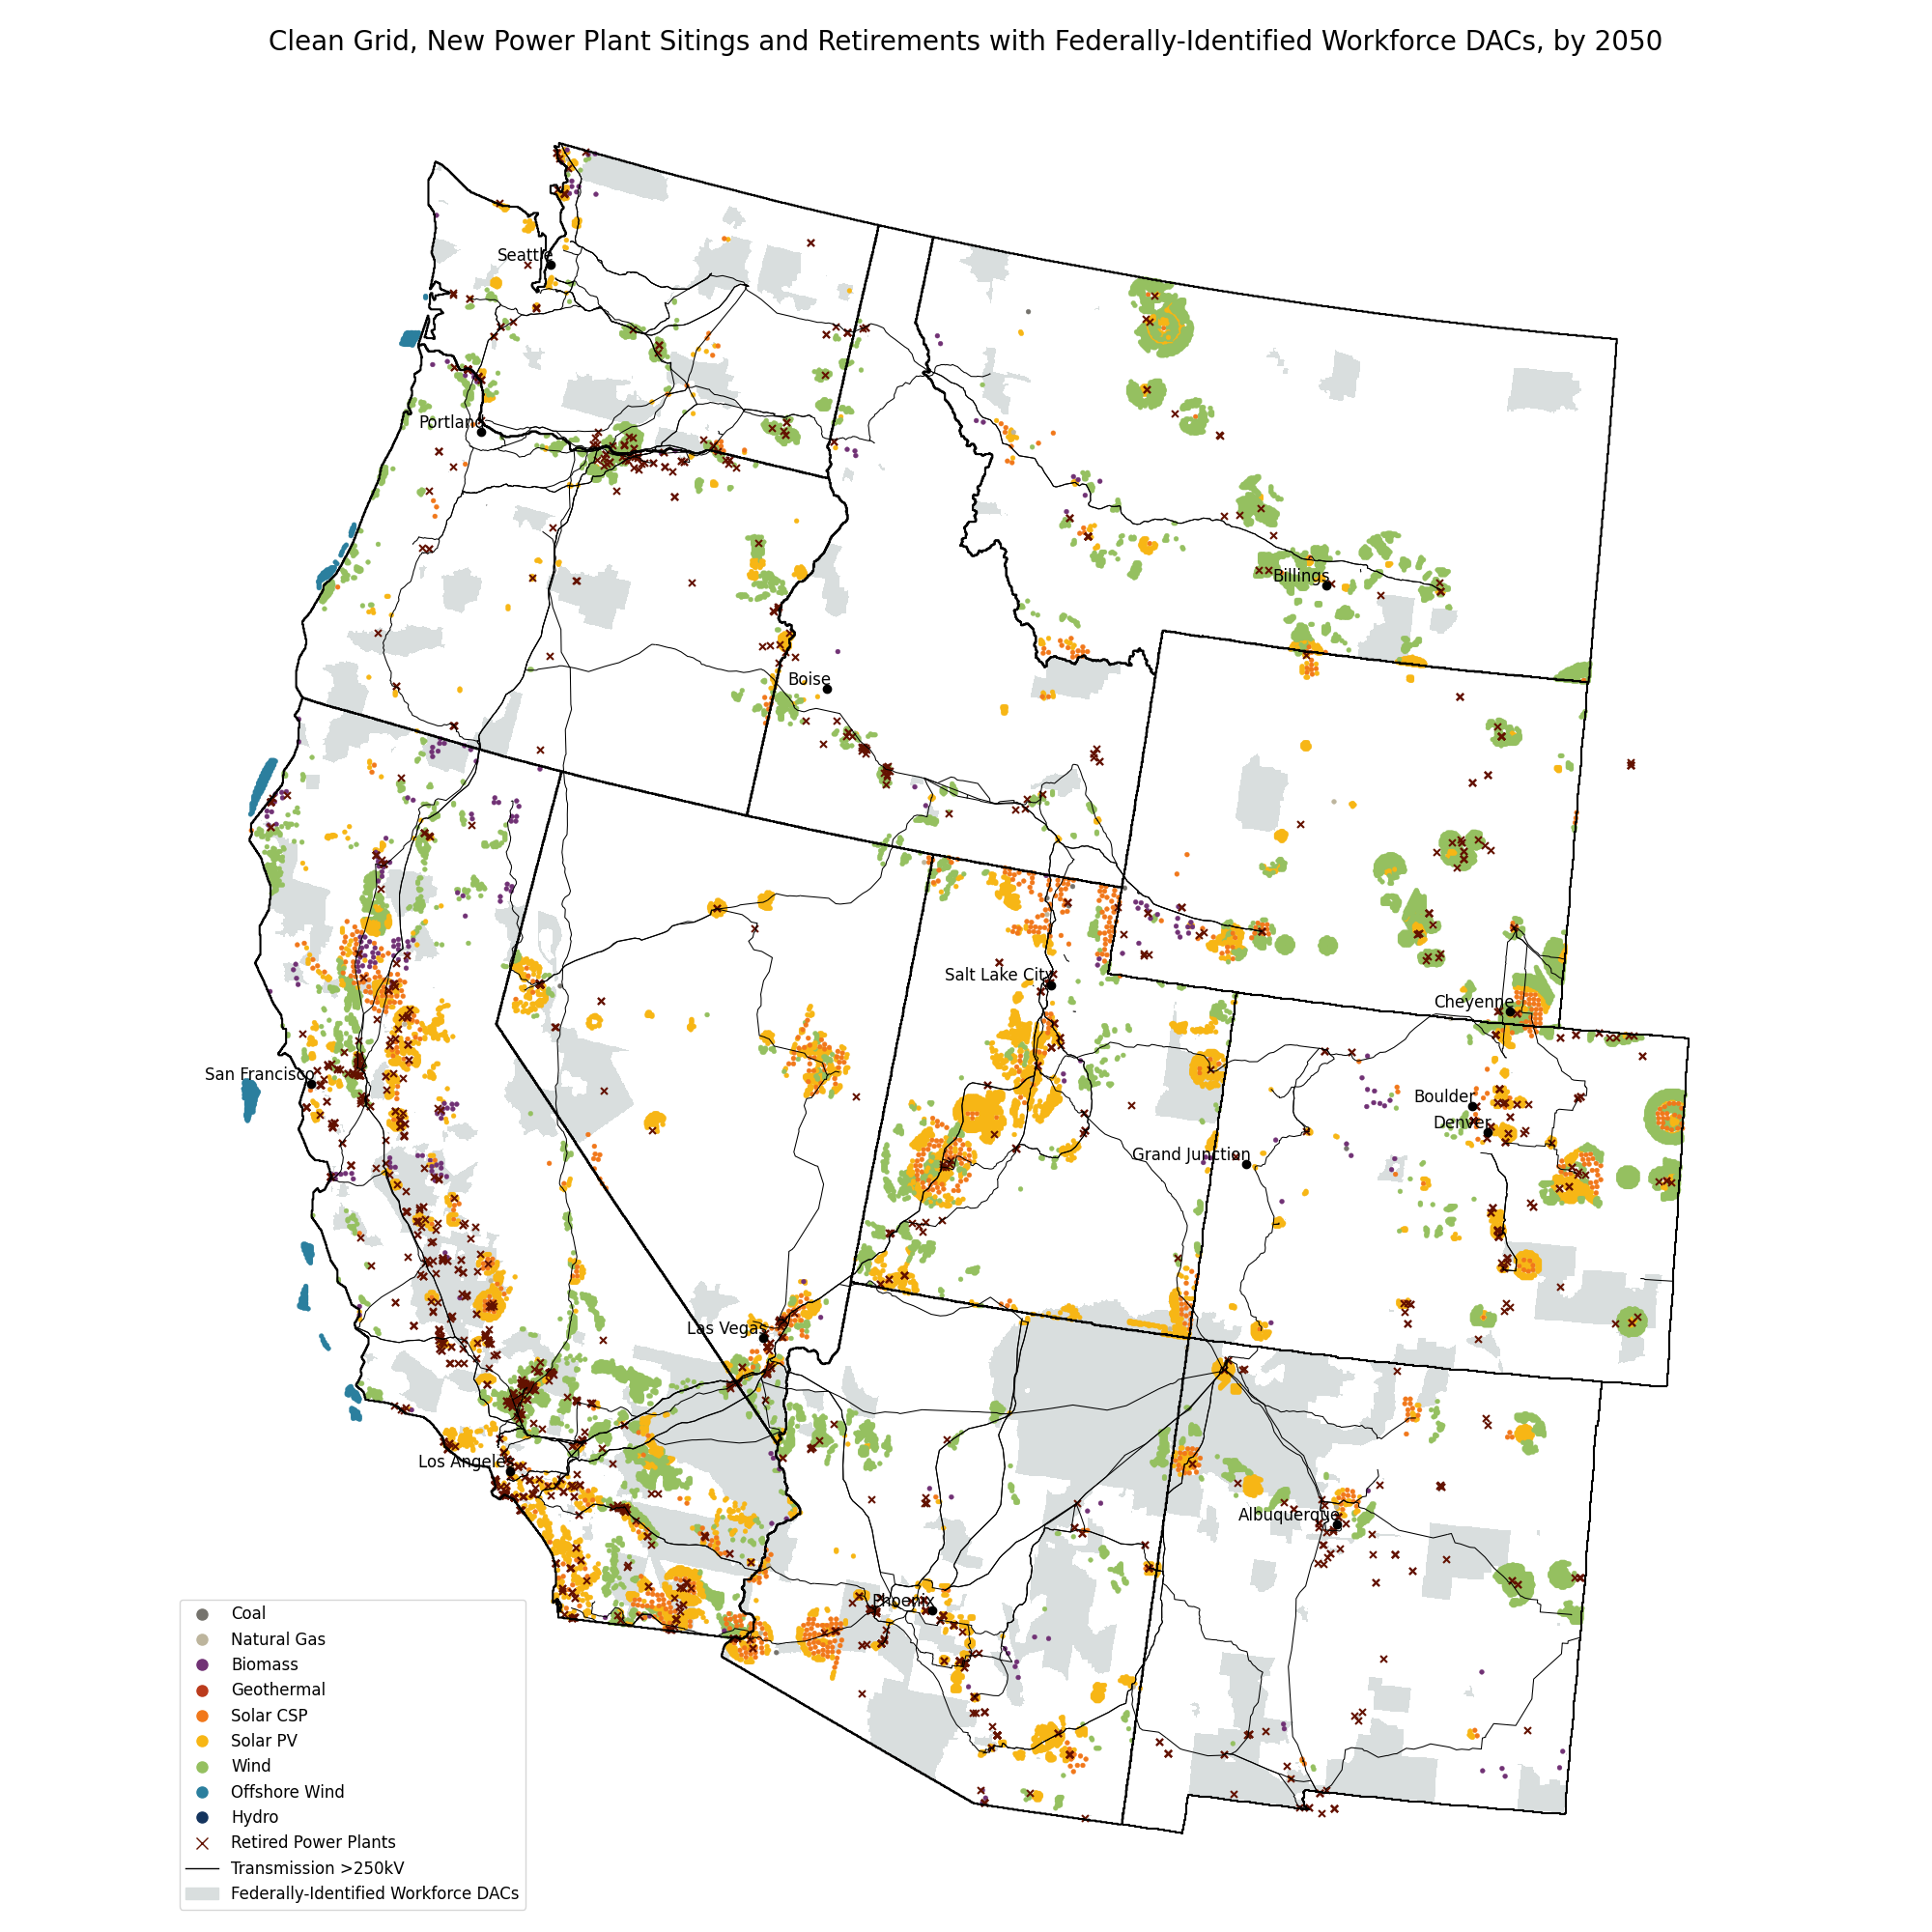 Clean Grid, New Power Plant Sitings and Retirements with Federally-Identified Workforce DACs, by 2050
Seattle
Portland
Billings
Boise
Salt Lake City
Cheyenne
San Francisco
Boulder
Denver
Grand Junction
Las Vegas
Los Angeles
Albuquerque
Phoenix
Coal
Natural Gas
Biomass
Geothermal
Solar CSP
Solar PV
Wind
Offshore Wind
Hydro
Retired Power Plants
Transmission >250kV
Federally-Identified Workforce DACs